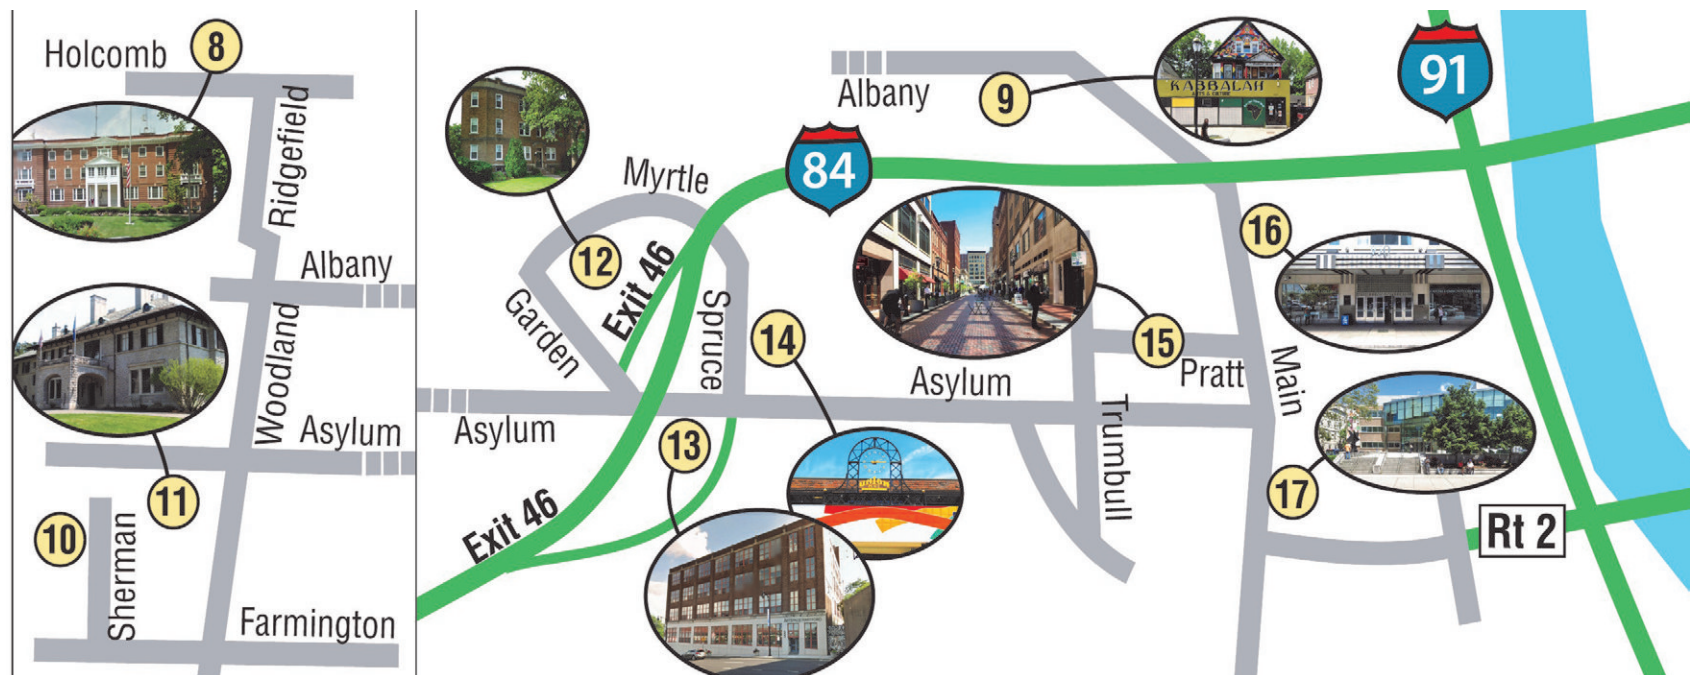 Holcomb
8
Ridgefield
Albany
Woodland
Asylum
11
10
Sherman
Farmington
Albany
9
KABBALAH
91
84
Myrtle
12
Exit 46
Garden
Spruce
14
15
Pratt
16
Main
Asylum
Asylum
Trumbull
13
17
Exit 46
Rt 2